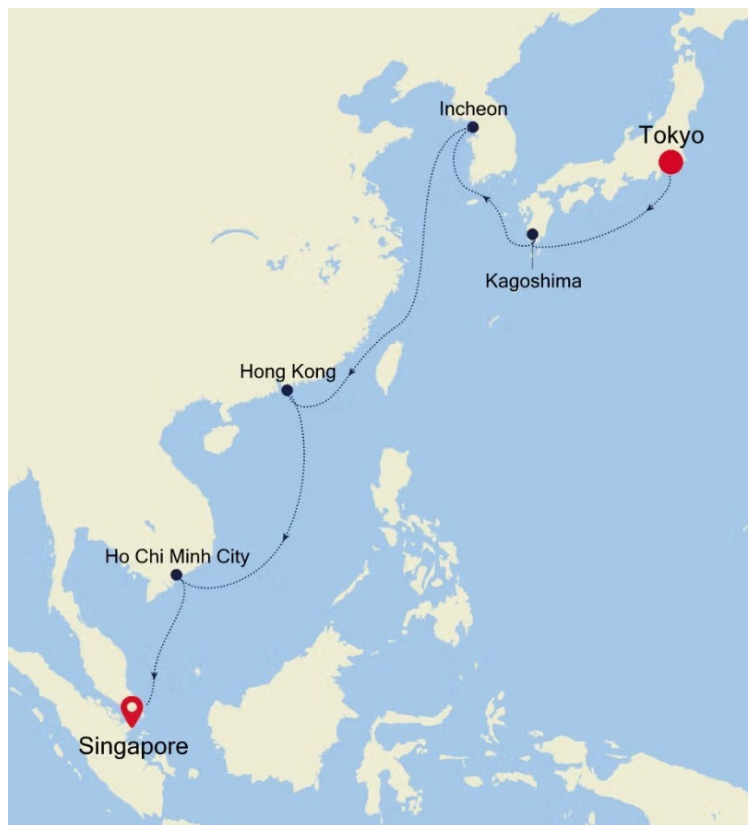 Incheon
Tokyo
Kagoshima
Hong Kong
Ho Chi Minh City
Singapore